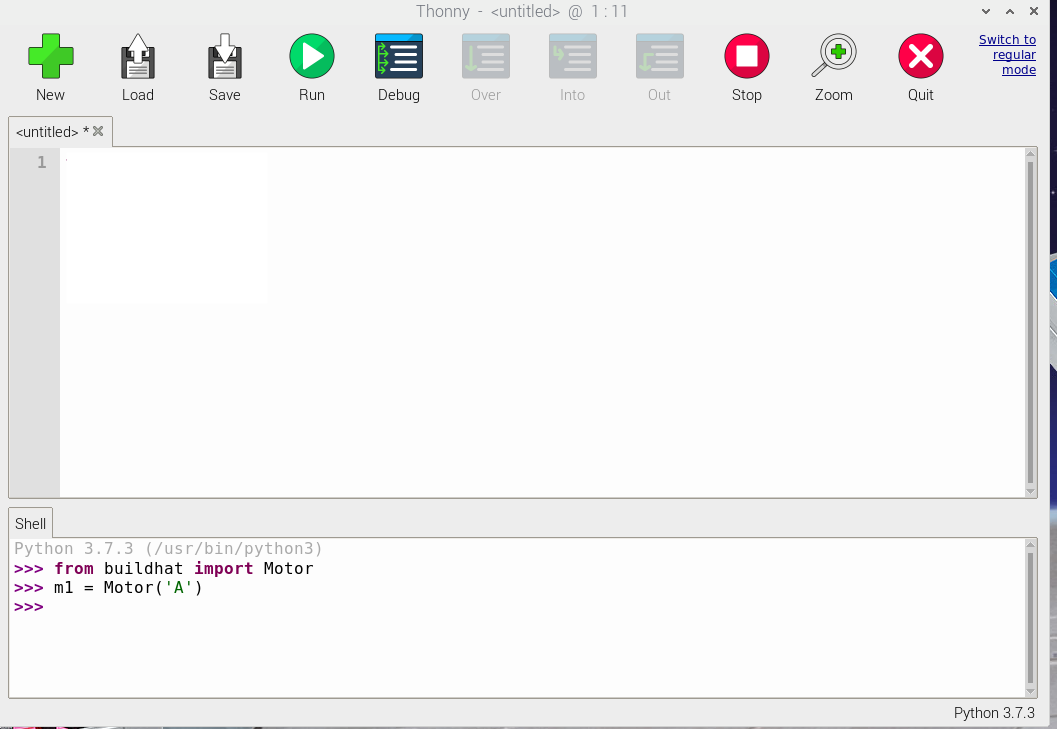 Thonny - <untitled> @ 1:11
New
Load
Save
Run
Debug
Over
Into
Out
Stop
Zoom
Quit
Switch to
regular
mode
<untitled> *
1
Shell
Python 3.7.3 (/usr/bin/python3)
>>> from buildhat import Motor
>>> m1 = Motor('A')
>>>
Python 3.7.3